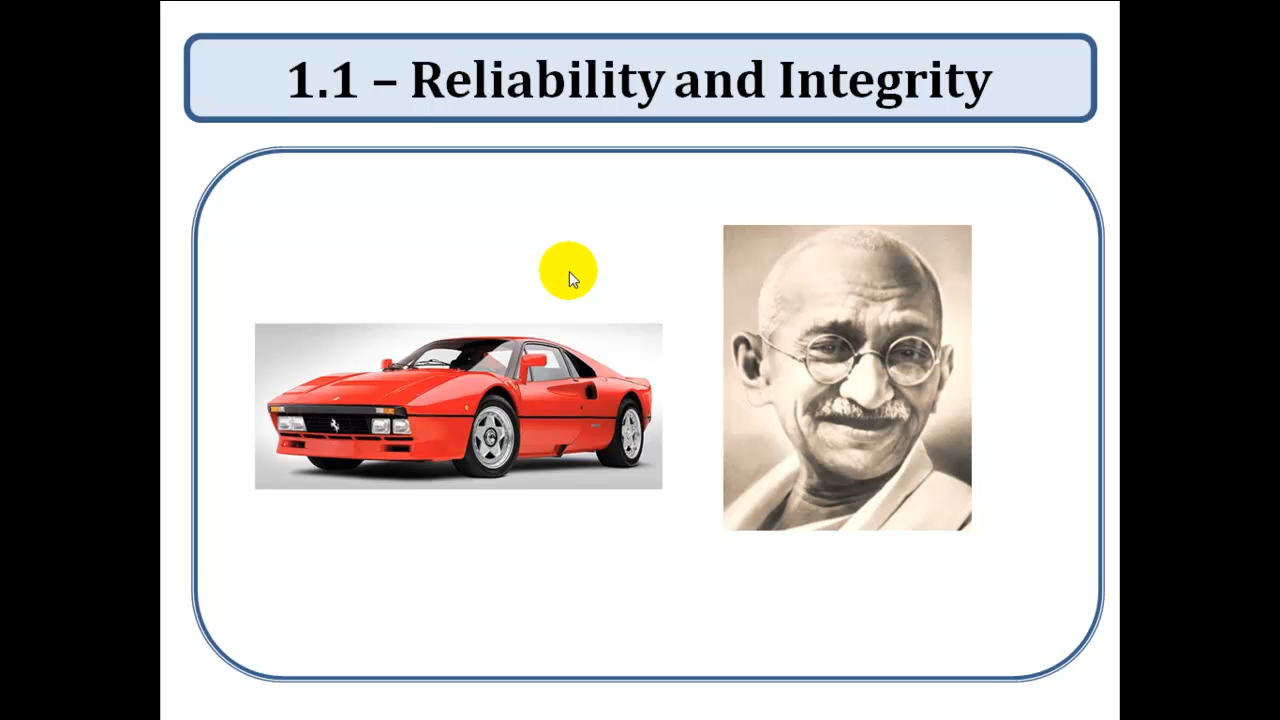 1.1 – Reliability and Integrity